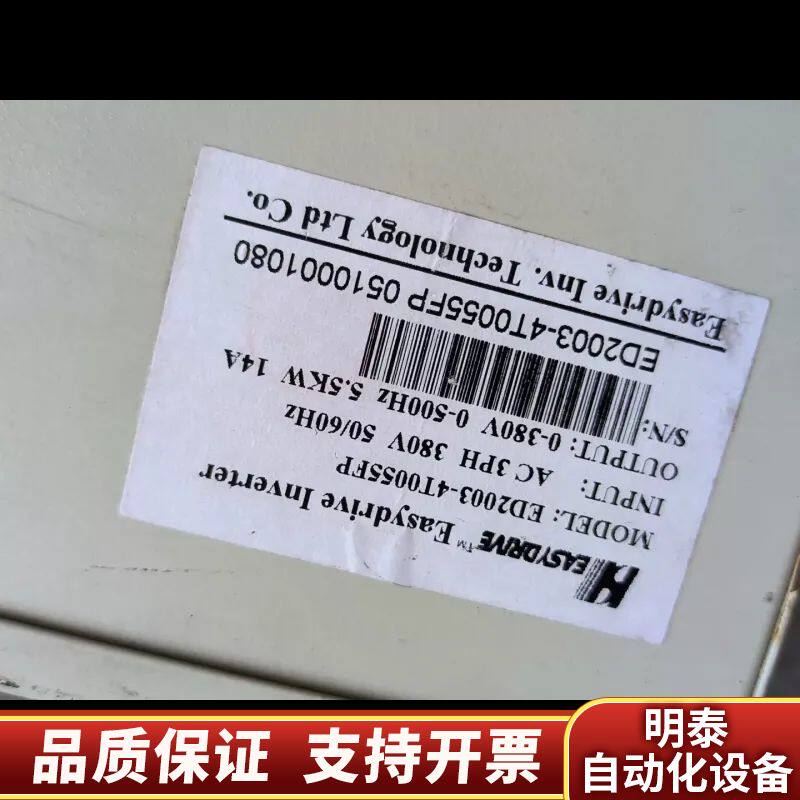 EASYDRIVE™ Easydrive Inverter
MODEL: ED2003-4T0055FP
INPUT: AC 3PH 380V 50/60Hz
OUTPUT: 0-380V 0-500Hz 5.5KW 14A
S/N:
ED2003-4T0055FP 0510001080
Easydrive Inv. Technology Ltd Co.
品质保证 支持开票
明泰
自动化设备